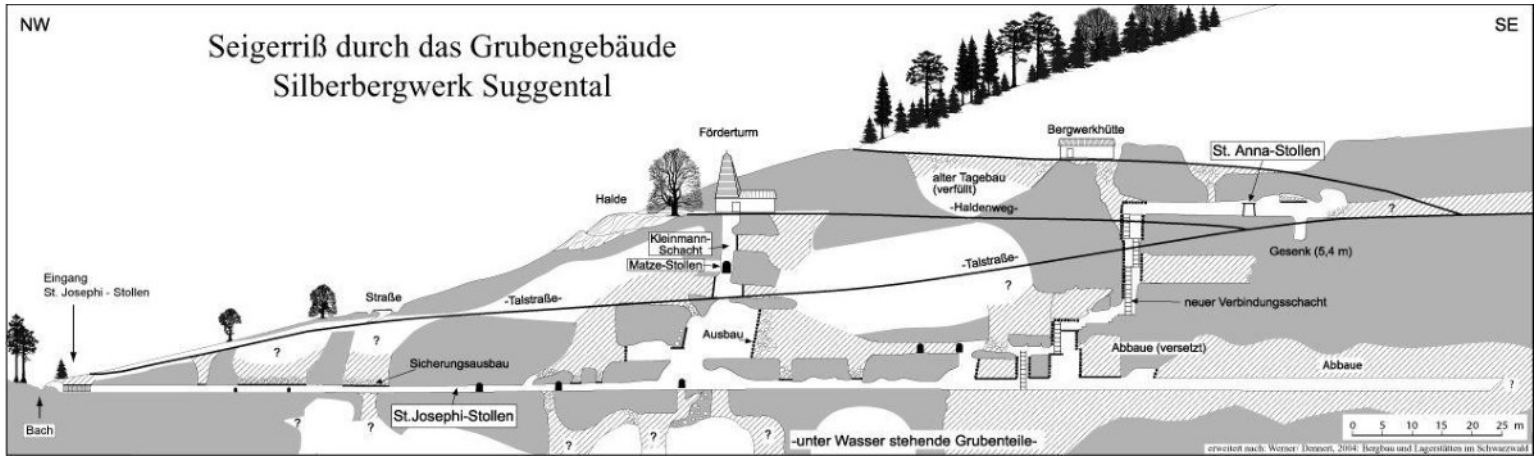 NW
SE
Seigerriß durch das Grubengebäude
Silberbergwerk Suggental
Förderturm
Bergwerkhütte
St. Anna-Stollen
alter Tagebau
(verfüllt)
Halde
-Haldenweg-
?
Kleinmann-
Schacht
Gesenk (5,4 m)
Matze-Stollen
-Talstraße-
Eingang
St. Josephi - Stollen
Straße
-Talstraße-
?
neuer Verbindungsschacht
?
?
Ausbau
Sicherungsausbau
Abbaue (versetzt)
Abbaue
?
St.Josephi-Stollen
Bach
?
?
?
?
?
-unter Wasser stehende Grubenteile-
0 5 10 15 20 25 m
erweitert nach: Werner/ Dennert, 2004: Bergbau und Lagerstätten im Schwarzwald